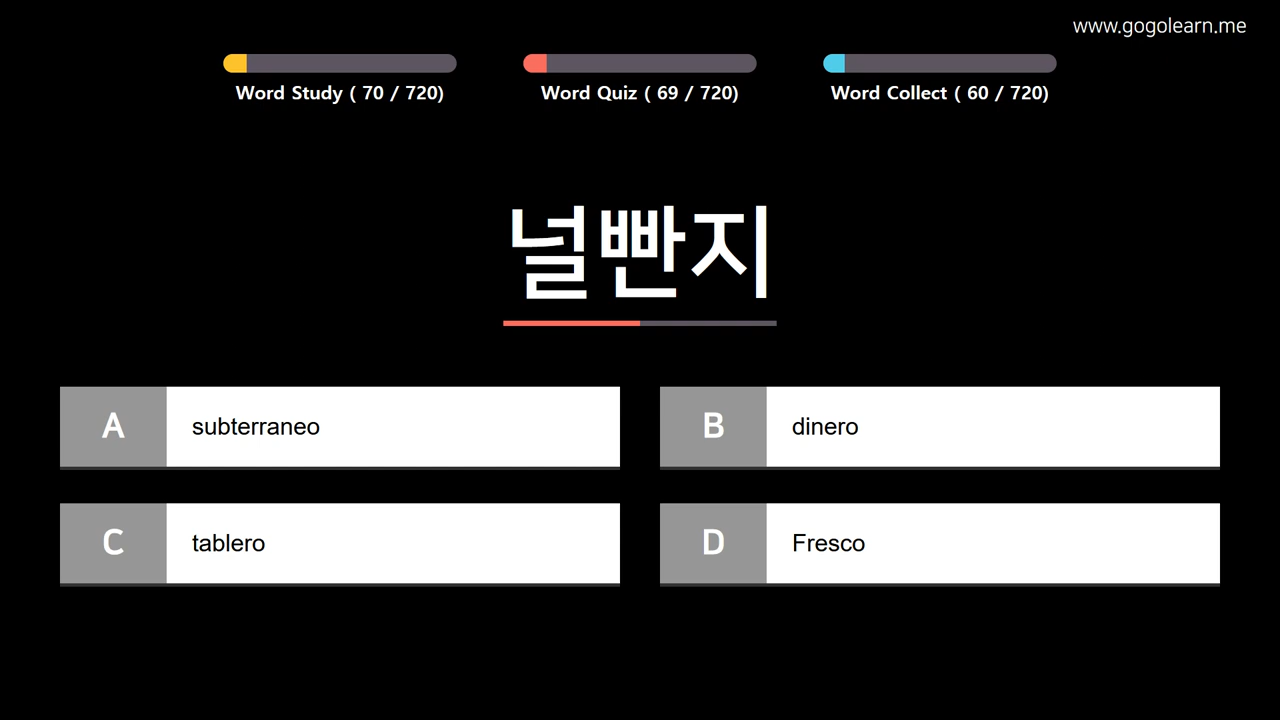 www.gogolearn.me
Word Study ( 70 / 720)
Word Quiz ( 69 / 720)
Word Collect ( 60 / 720)
널빤지
A subterraneo
B dinero
C tablero
D Fresco